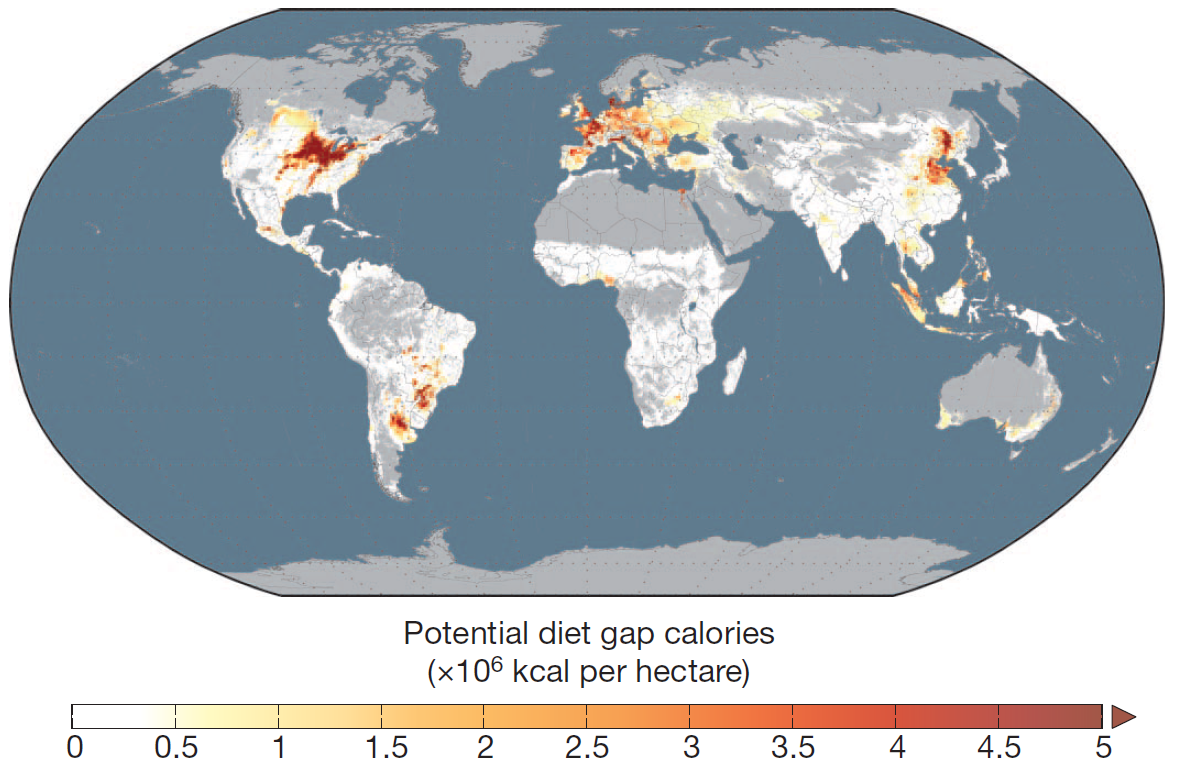 Potential diet gap calories
(×10⁶ kcal per hectare)
0 0.5 1 1.5 2 2.5 3 3.5 4 4.5 5